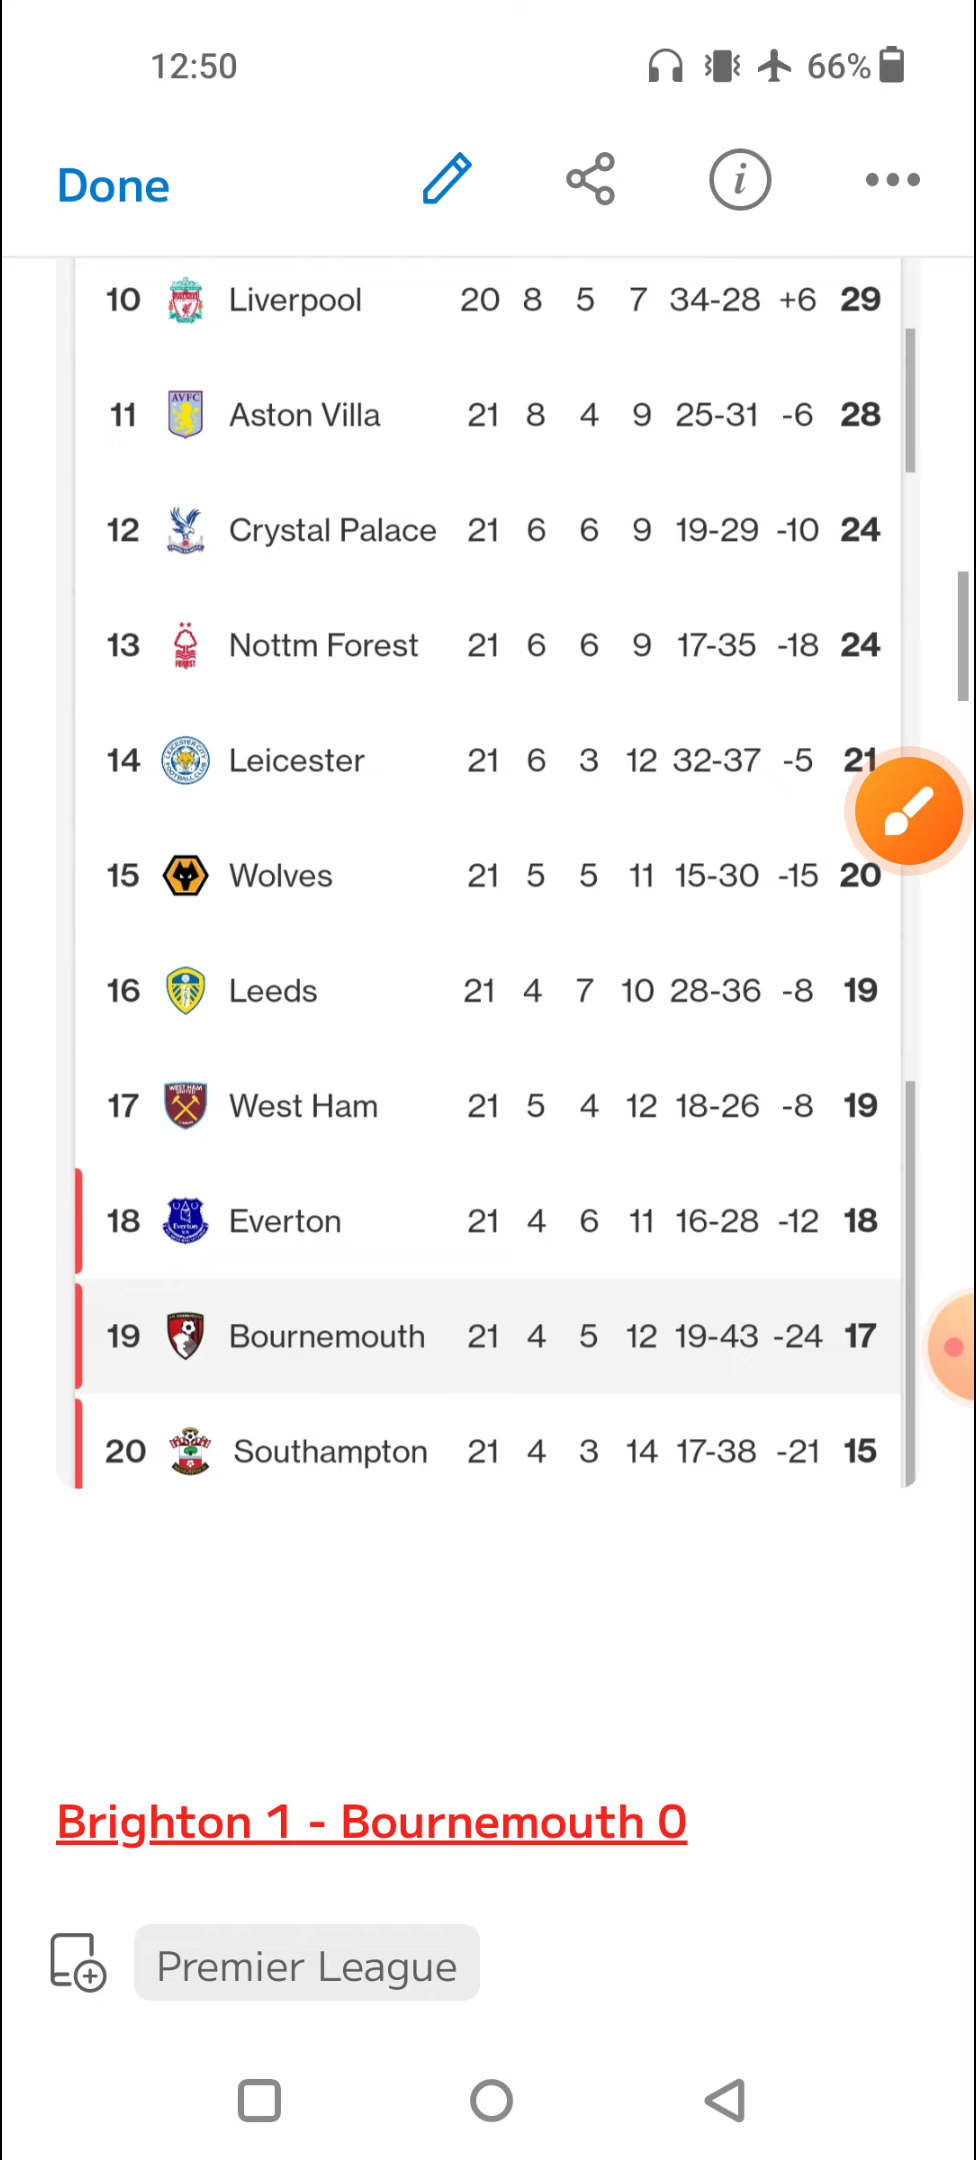 12:50 66%
Done
10 Liverpool 20 8 5 7 34-28 +6 29
11 AVFC Aston Villa 21 8 4 9 25-31 -6 28
12 Crystal Palace 21 6 6 9 19-29 -10 24
13 FOREST Nottm Forest 21 6 6 9 17-35 -18 24
14 Leicester 21 6 3 12 32-37 -5 21
15 Wolves 21 5 5 11 15-30 -15 20
16 Leeds 21 4 7 10 28-36 -8 19
17 WEST HAM UNITED West Ham 21 5 4 12 18-26 -8 19
18 Everton Everton 21 4 6 11 16-28 -12 18
19 Bournemouth 21 4 5 12 19-43 -24 17
20 Southampton 21 4 3 14 17-38 -21 15
Brighton 1 - Bournemouth 0
Premier League